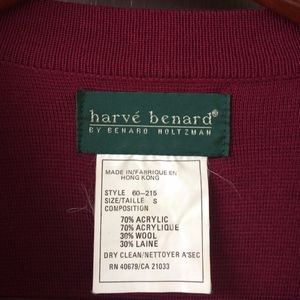 harvé benard®
BY BENARD HOLTZMAN
MADE IN/FABRIQUE EN
HONG KONG
STYLE 60-215
SIZE/TAILLE S
COMPOSITION
70% ACRYLIC
70% ACRYLIQUE
30% WOOL
30% LAINE
DRY CLEAN/NETTOYER A'SEC
RN 40679/CA 21033